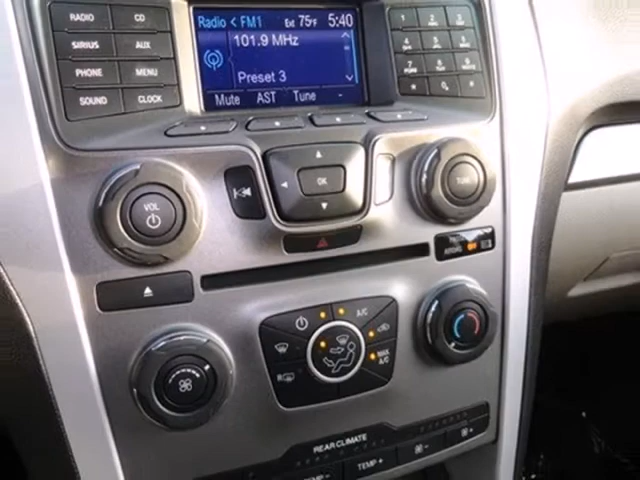 RADIO CD
SIRIUS AUX
PHONE MENU
SOUND CLOCK
Radio < FM1 Ext 75°F 5:40
101.9 MHz
Preset 3
Mute AST Tune -
1 2 3
4 5 6
7 8 9
* 0 #
VOL
OK
TUNE
A/C
MAX A/C
R
REAR CLIMATE
TEMP - TEMP + - +